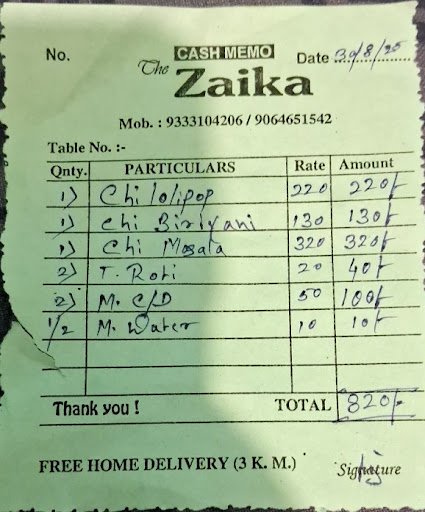 CASH MEMO
No.
Date 30/8/25
The Zaika
Mob. : 9333104206 / 9064651542
Table No. :-
Qnty. PARTICULARS Rate Amount
1) Chi lolipop 220 220/-
1) Chi Biriyani 130 130/-
1) Chi Masala 320 320/-
2) T. Roti 20 40/-
2) M. C/D 50 100/-
1/2 M. Water 10 10/-
Thank you ! TOTAL 820/-
FREE HOME DELIVERY (3 K. M.) Signature